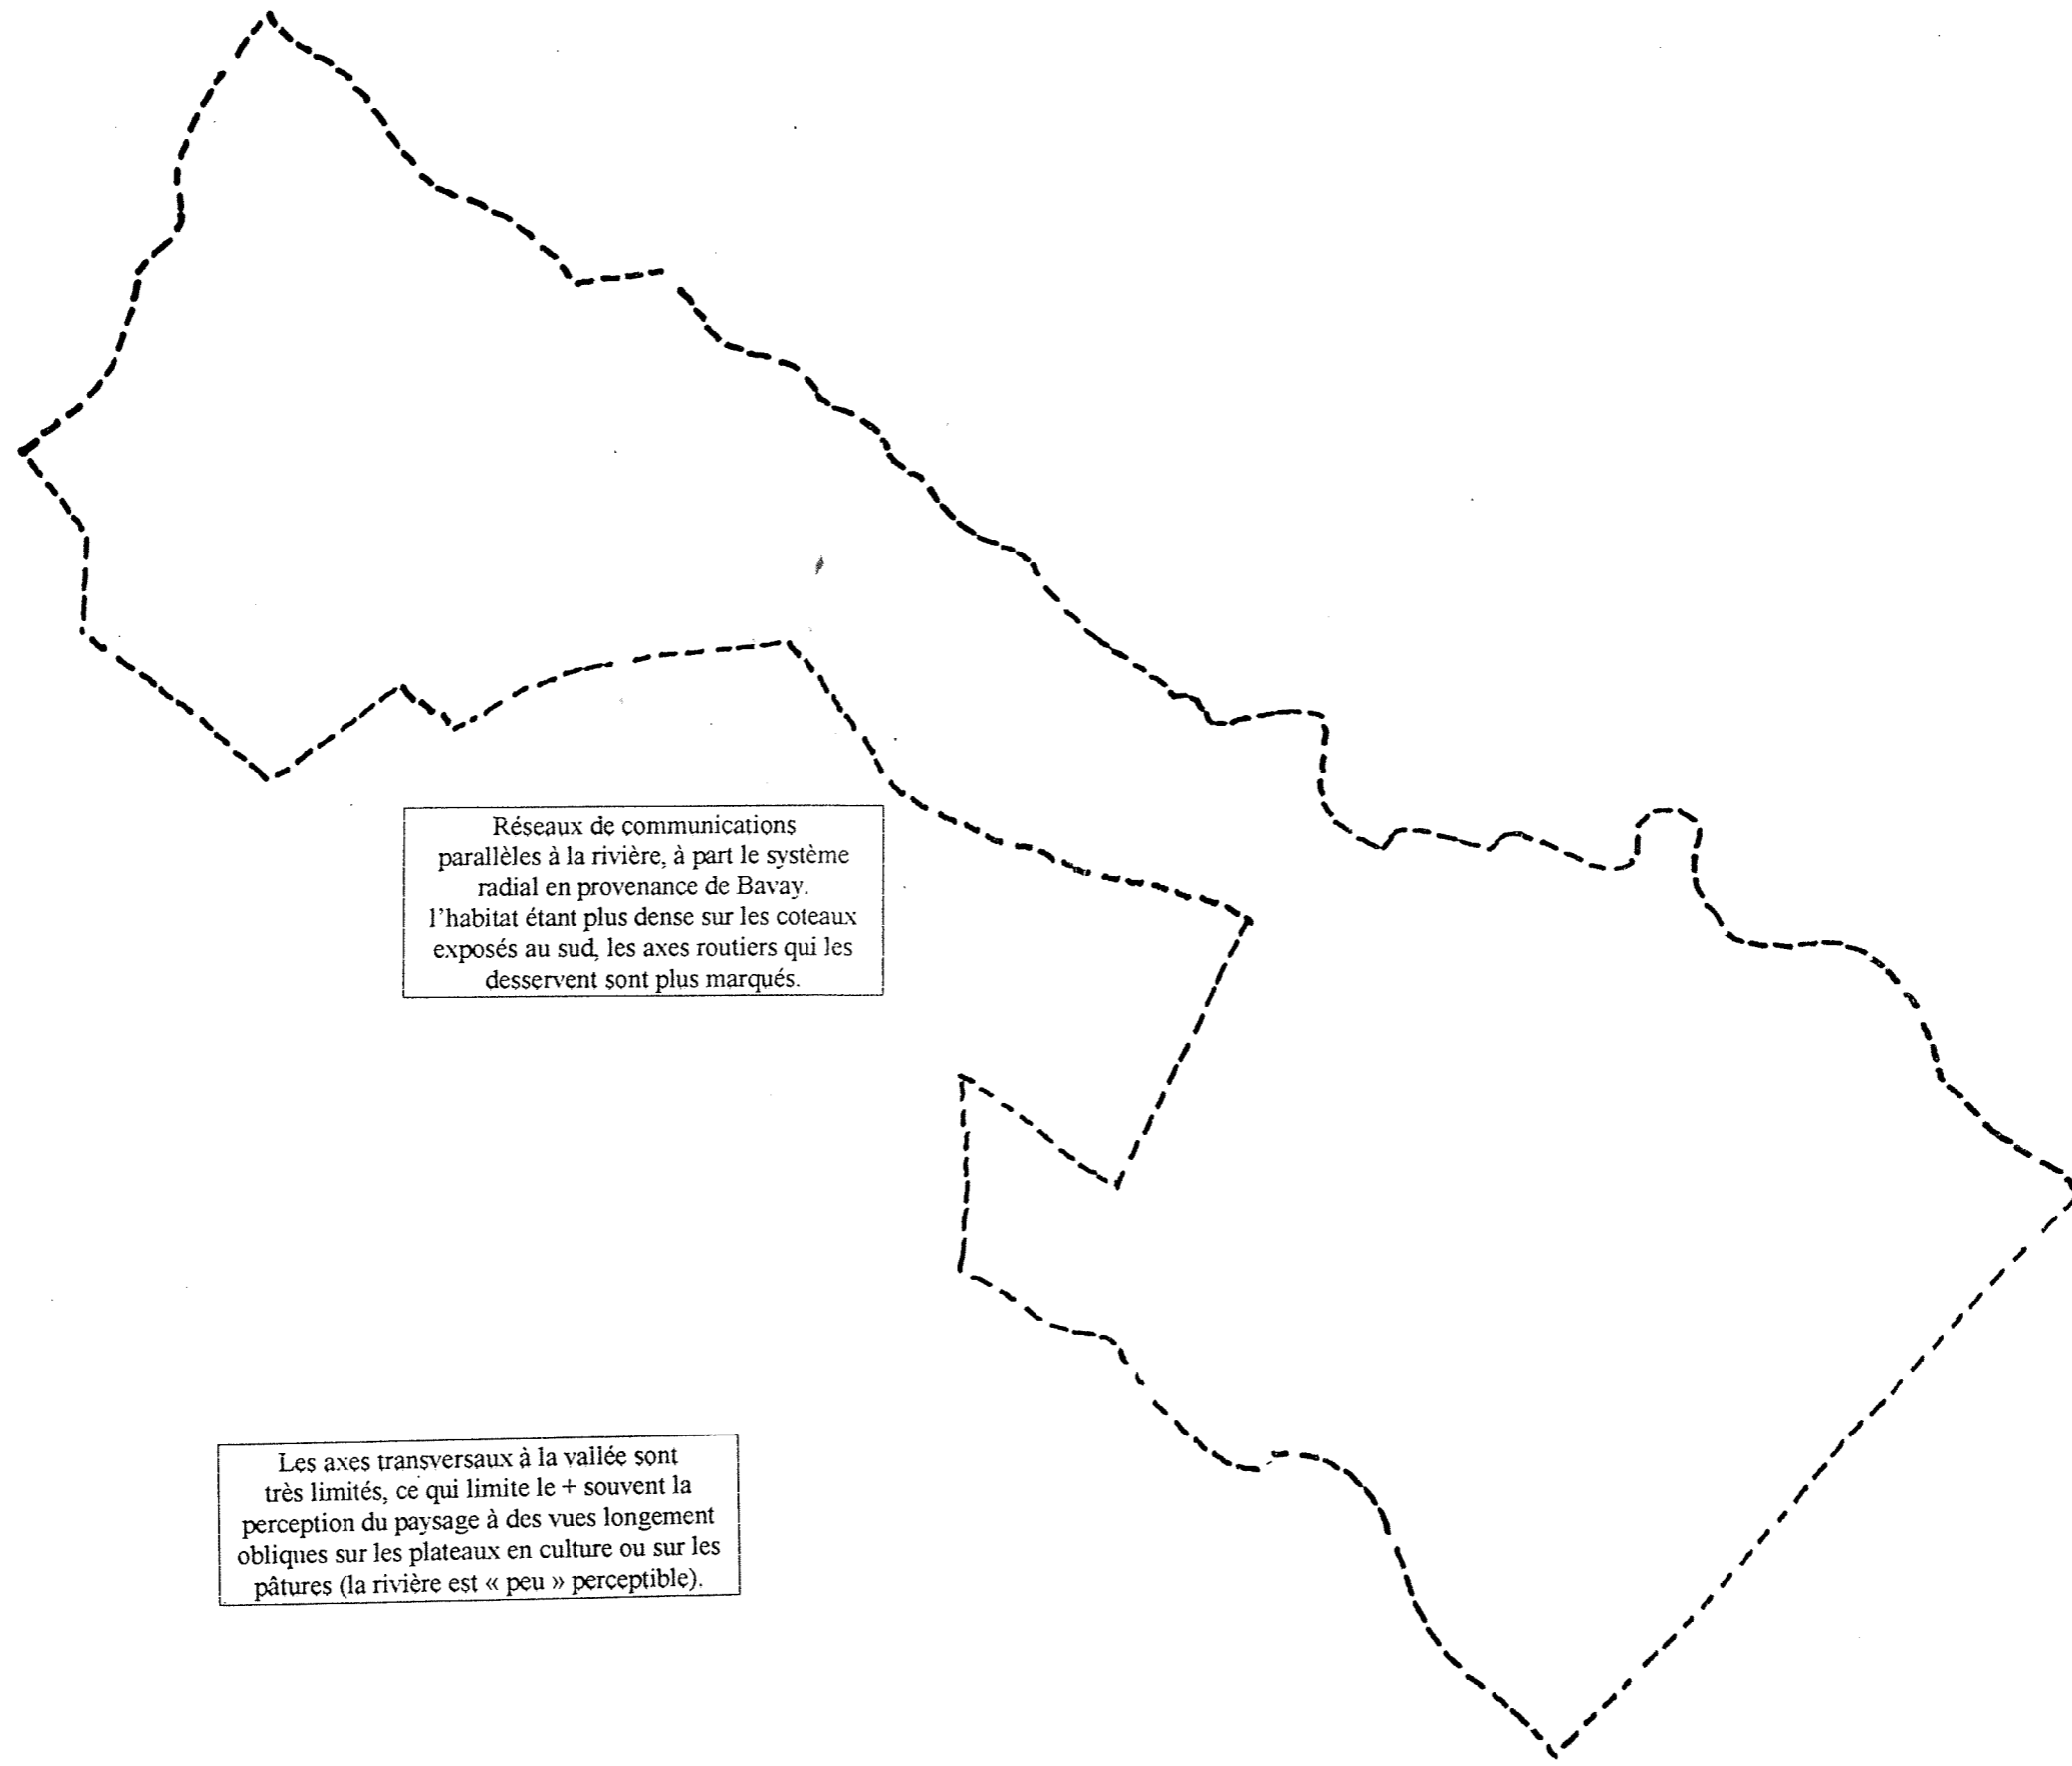 Réseaux de communications
parallèles à la rivière, à part le système
radial en provenance de Bavay.
l'habitat étant plus dense sur les coteaux
exposés au sud, les axes routiers qui les
desservent sont plus marqués.
Les axes transversaux à la vallée sont
très limités, ce qui limite le + souvent la
perception du paysage à des vues longement
obliques sur les plateaux en culture ou sur les
pâtures (la rivière est « peu » perceptible).